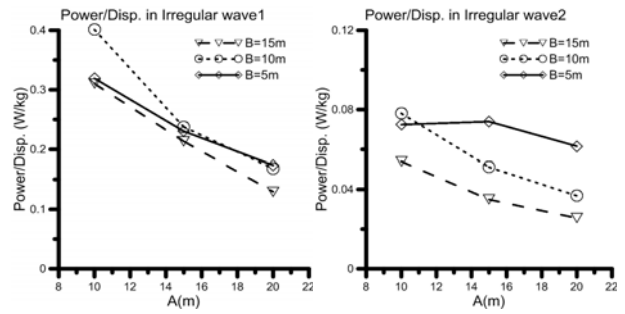 Power/Disp. in Irregular wave1
0.4
0.3
0.2
0.1
0
Power/Disp. (W/kg)
B=15m
B=10m
B=5m
8 10 12 14 16 18 20 22
A(m)
Power/Disp. in Irregular wave2
0.12
0.08
0.04
0
Power/Disp. (W/kg)
B=15m
B=10m
B=5m
8 10 12 14 16 18 20 22
A(m)